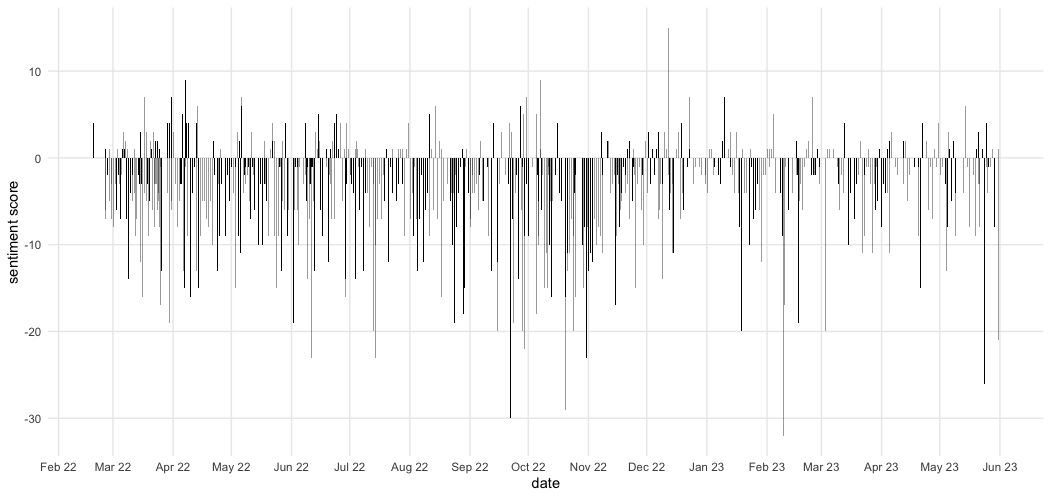 sentiment score
10
0
-10
-20
-30
Feb 22 Mar 22 Apr 22 May 22 Jun 22 Jul 22 Aug 22 Sep 22 Oct 22 Nov 22 Dec 22 Jan 23 Feb 23 Mar 23 Apr 23 May 23 Jun 23
date